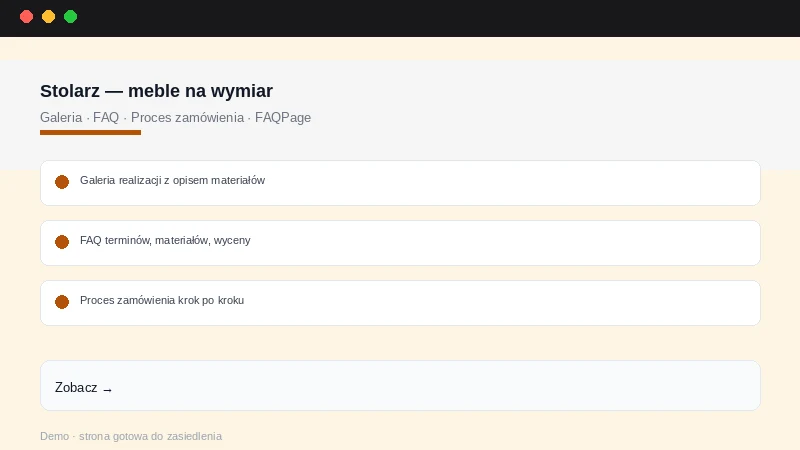 Stolarz — meble na wymiar
Galeria · FAQ · Proces zamówienia · FAQPage
Galeria realizacji z opisem materiałów
FAQ terminów, materiałów, wyceny
Proces zamówienia krok po kroku
Zobacz →
Demo · strona gotowa do zasiedlenia